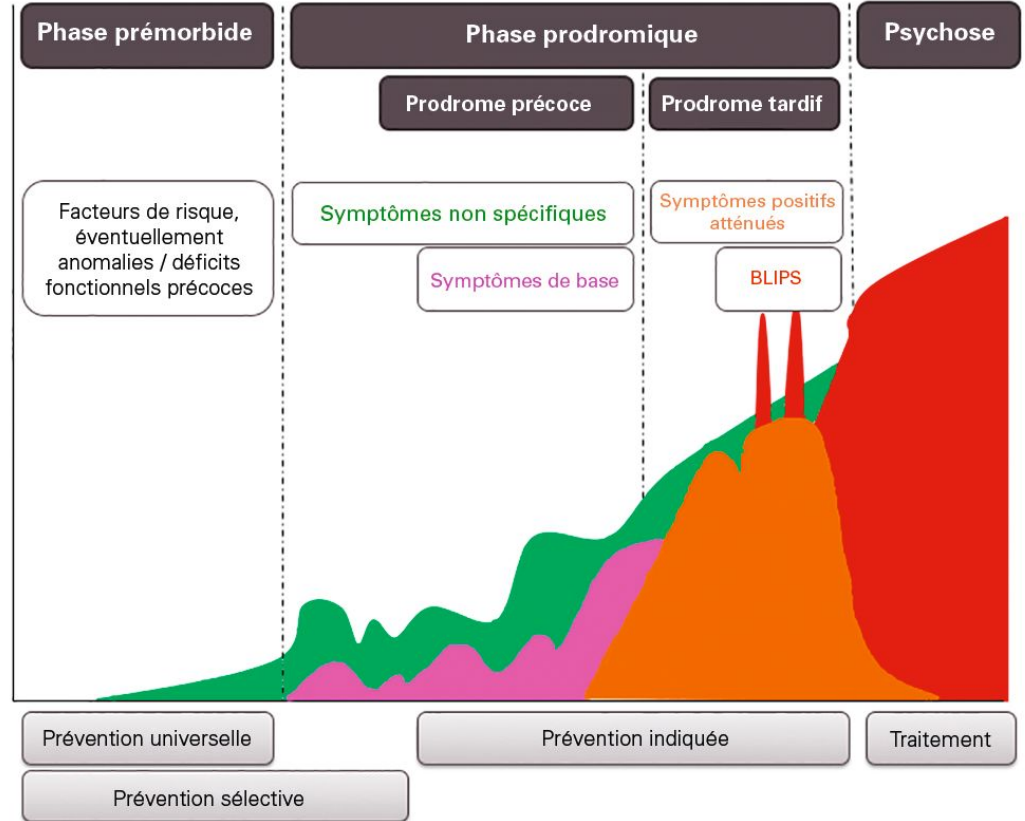 Phase prémorbide
Phase prodromique
Psychose
Prodrome précoce
Prodrome tardif
Facteurs de risque,
éventuellement
anomalies / déficits
fonctionnels précoces
Symptômes non spécifiques
Symptômes positifs
atténués
Symptômes de base
BLIPS
Prévention universelle
Prévention indiquée
Traitement
Prévention sélective